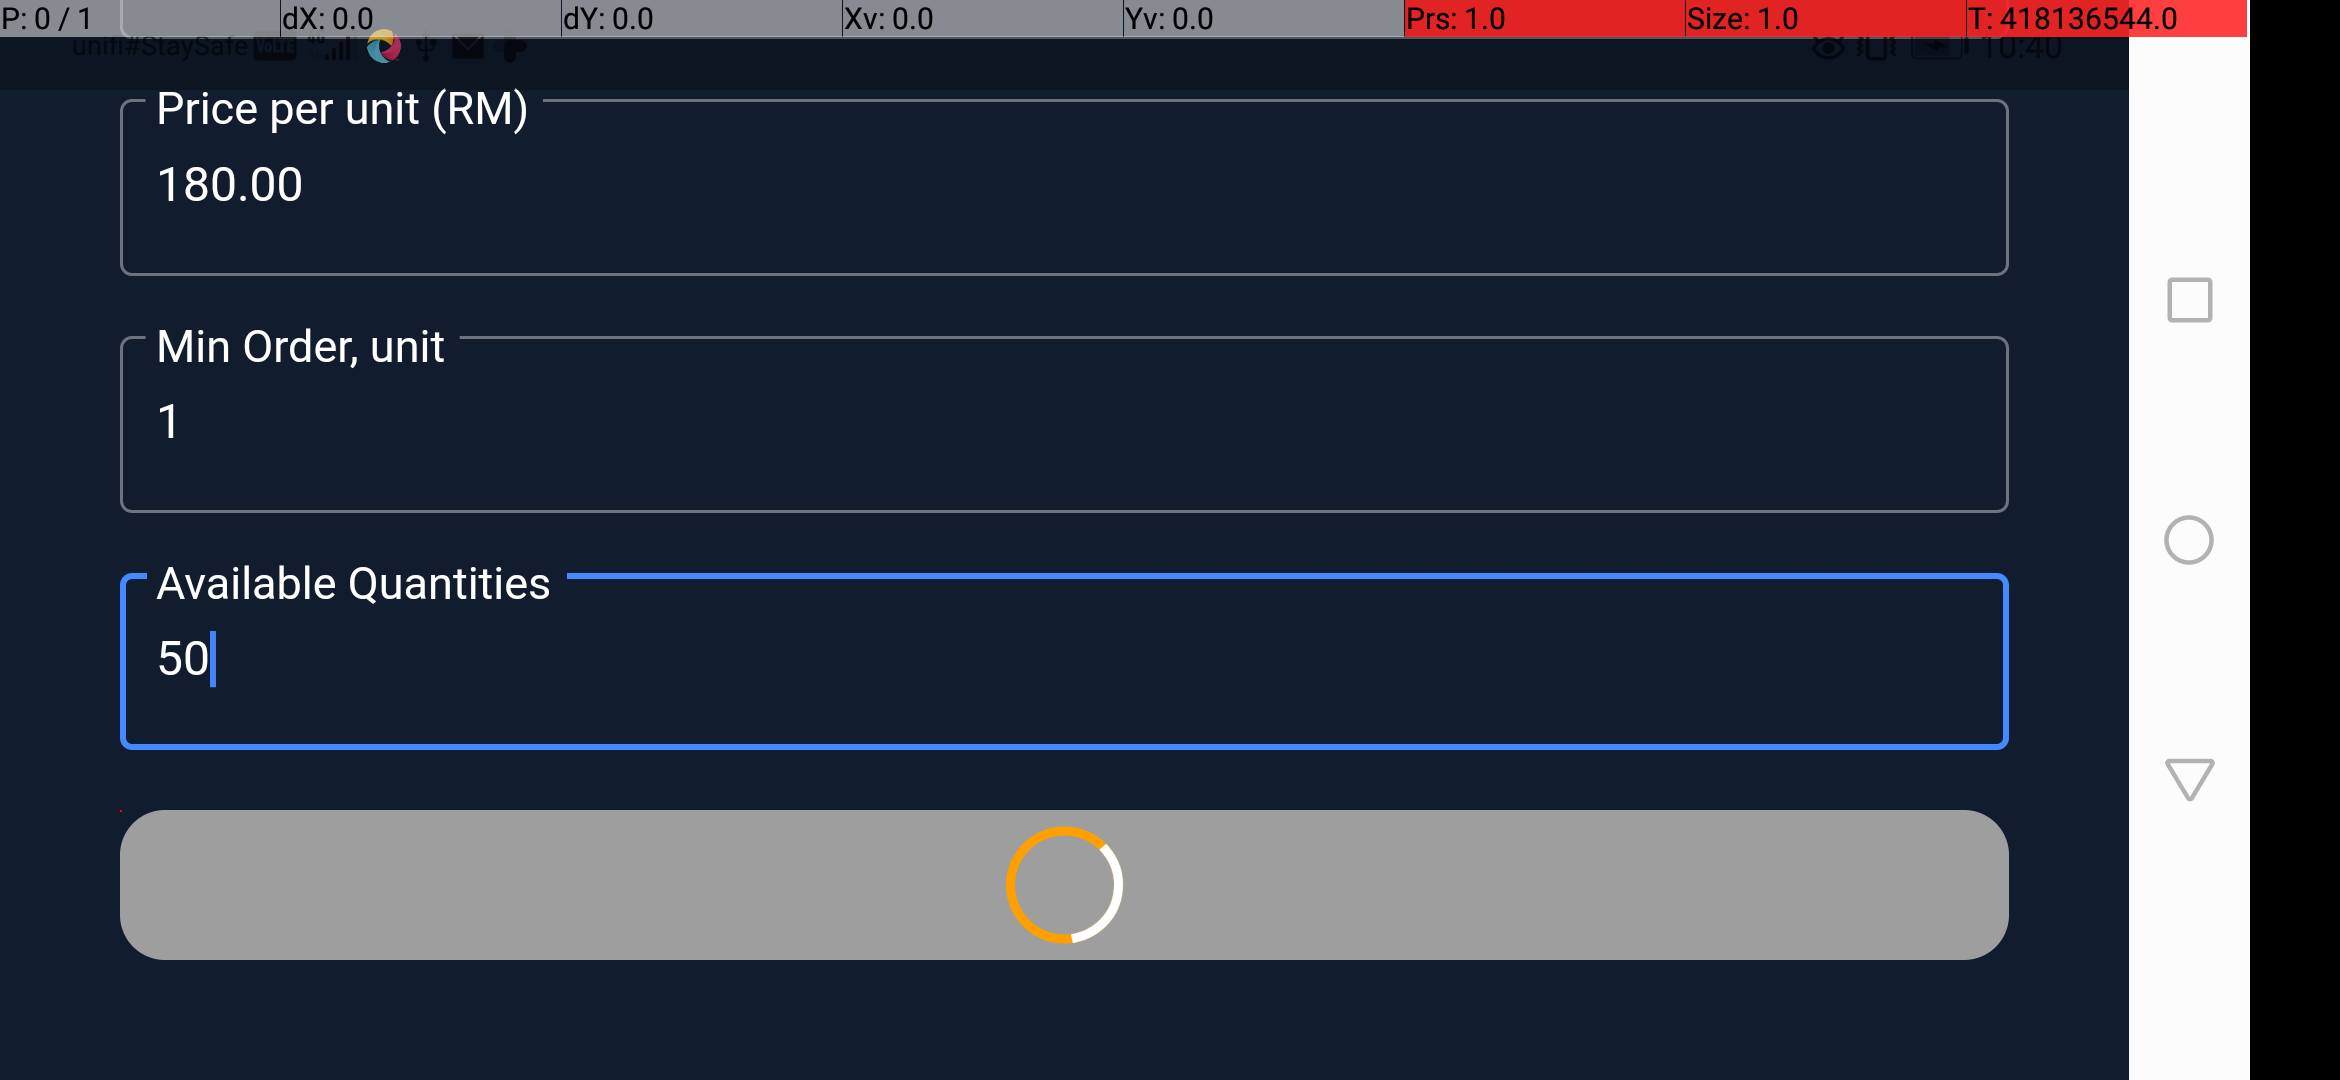 P: 0 / 1 dX: 0.0 dY: 0.0 Xv: 0.0 Yv: 0.0 Prs: 1.0 Size: 1.0 T: 418136544.0
unifi#StaySafe VoLTE 10:40
Price per unit (RM)
180.00
Min Order, unit
1
Available Quantities
50